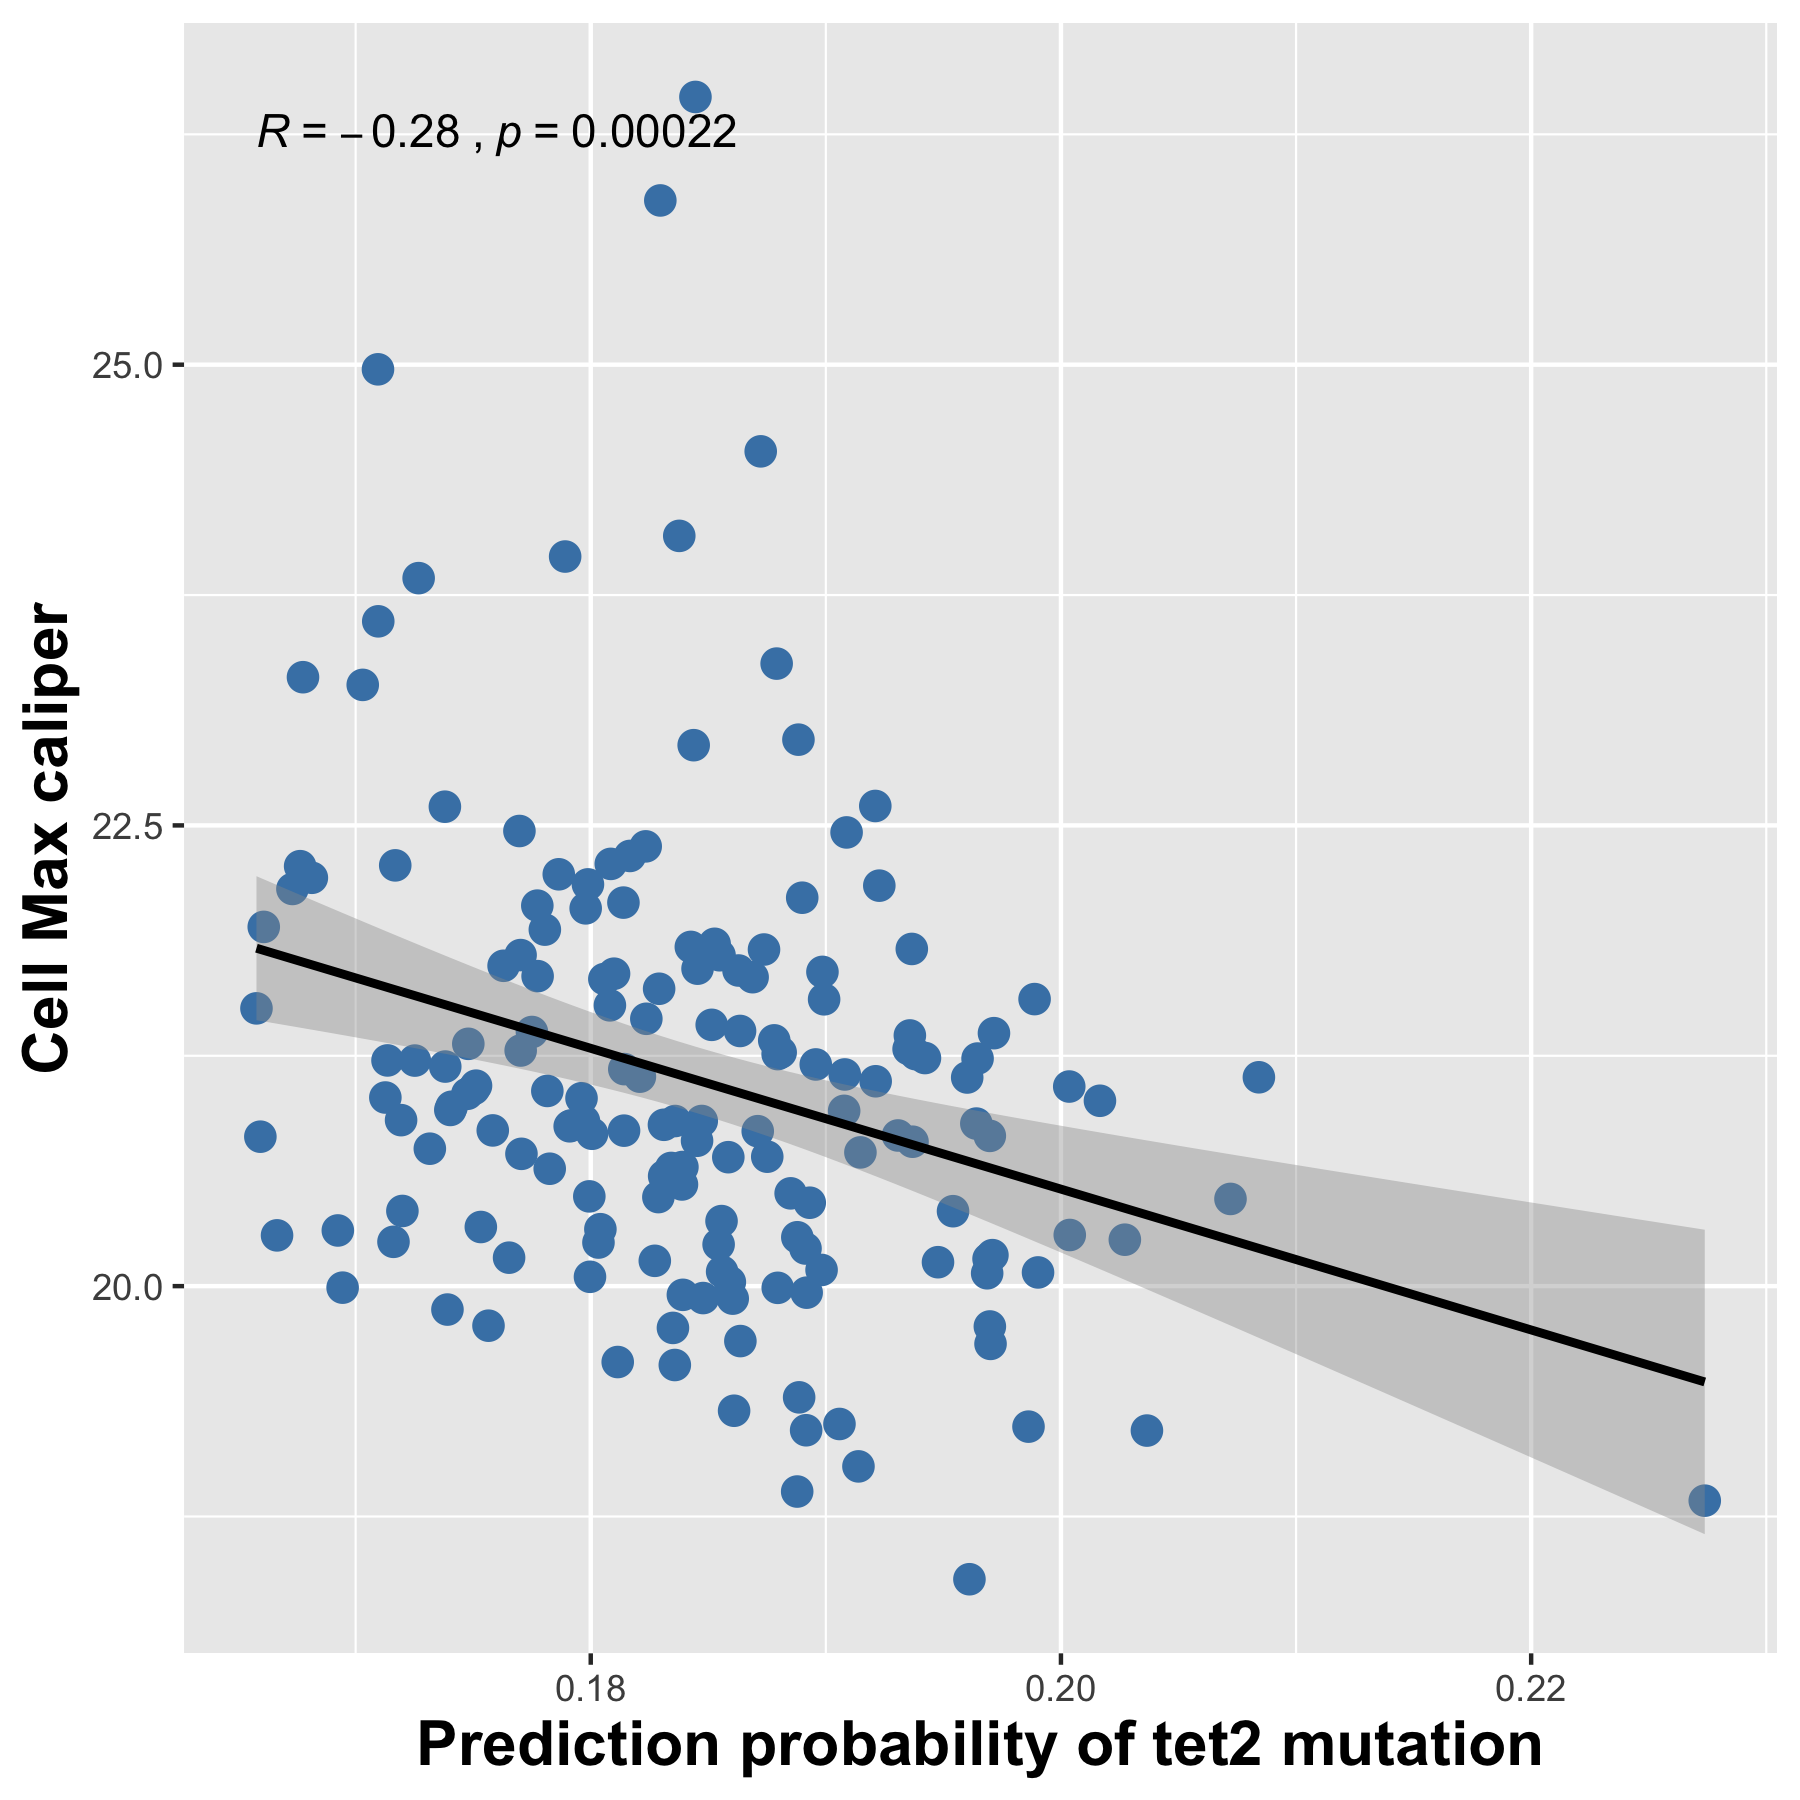 R = − 0.28 , p = 0.00022
Cell Max caliper
25.0
22.5
20.0
0.18 0.20 0.22
Prediction probability of tet2 mutation